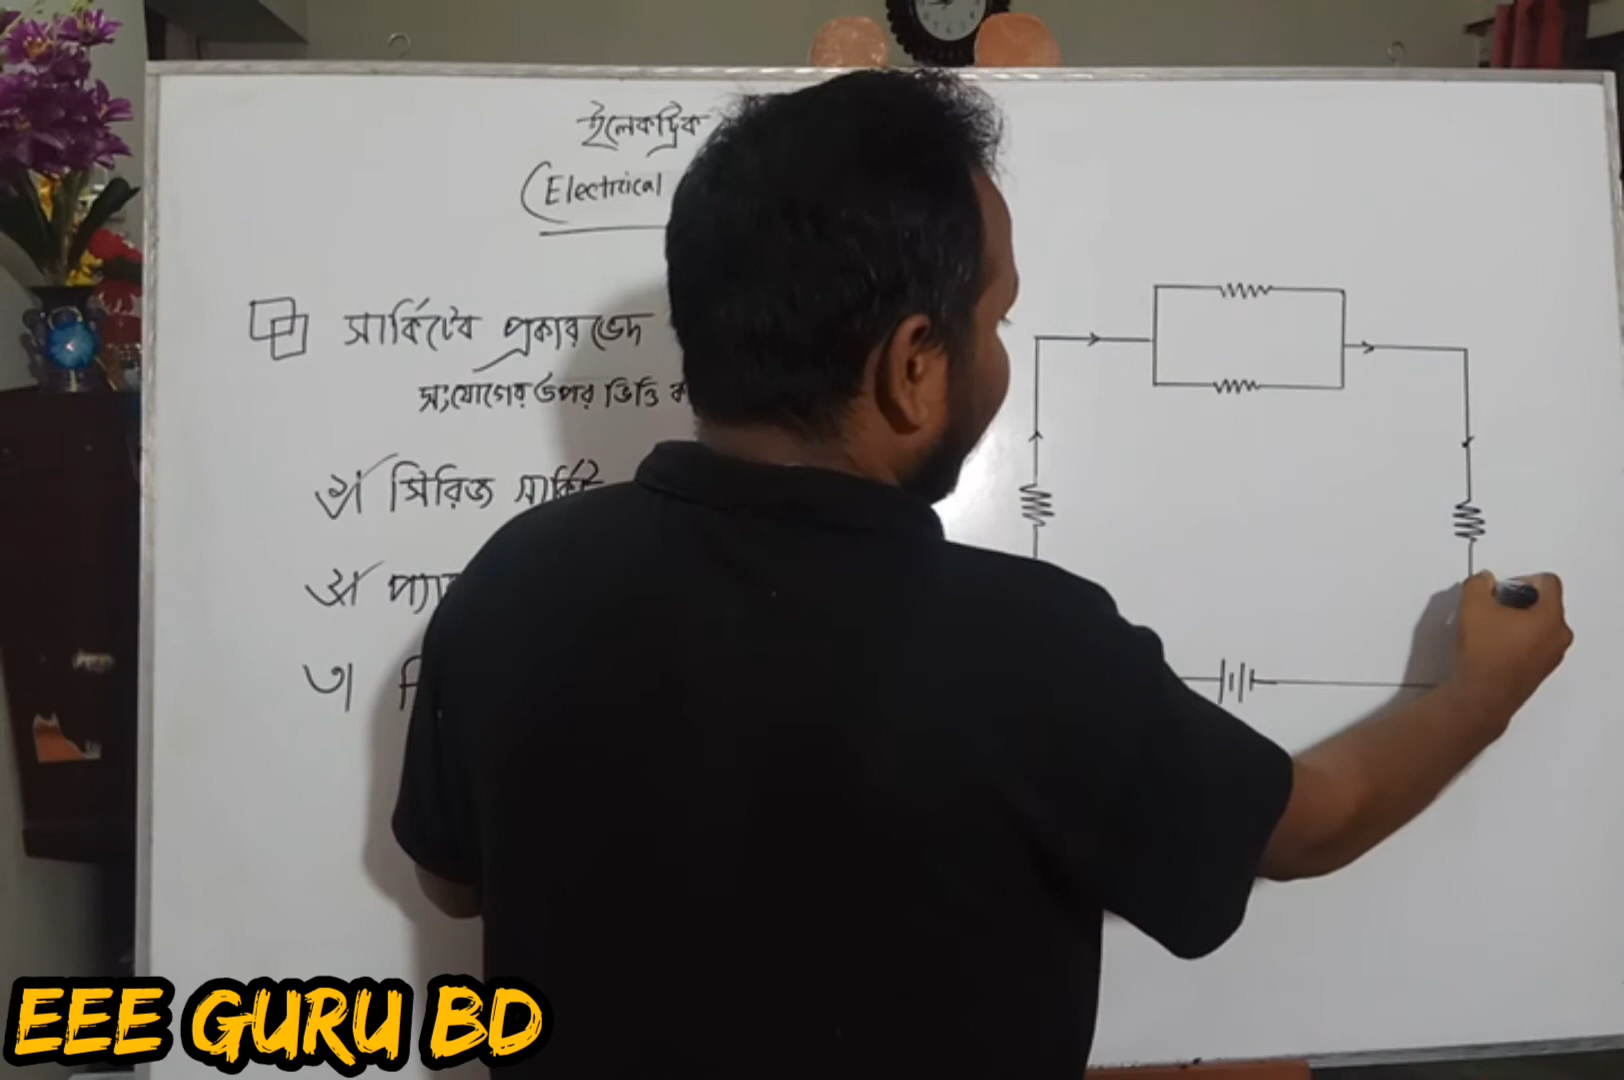 ইলেকট্রিক
(Electrical
সার্কিটের প্রকারভেদ
সংযোগের উপর ভিত্তি
১। সিরিজ সার্কিট
২।
৩।
EEE GURU BD